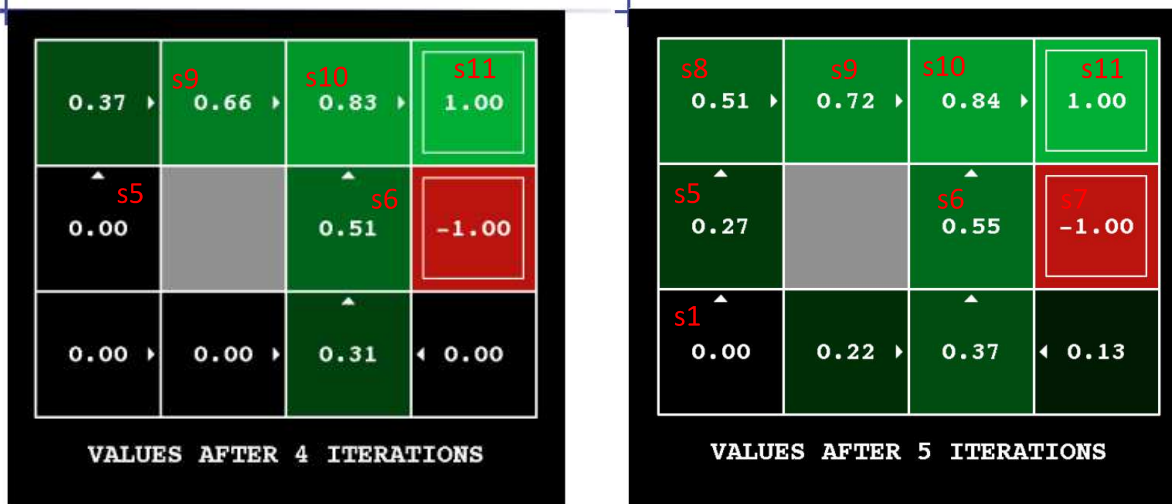 s9 s10 s11
0.37 0.66 0.83 1.00
s5 s6
0.00 0.51 -1.00
0.00 0.00 0.31 0.00
VALUES AFTER 4 ITERATIONS
s8 s9 s10 s11
0.51 0.72 0.84 1.00
s5 s6 s7
0.27 0.55 -1.00
s1
0.00 0.22 0.37 0.13
VALUES AFTER 5 ITERATIONS